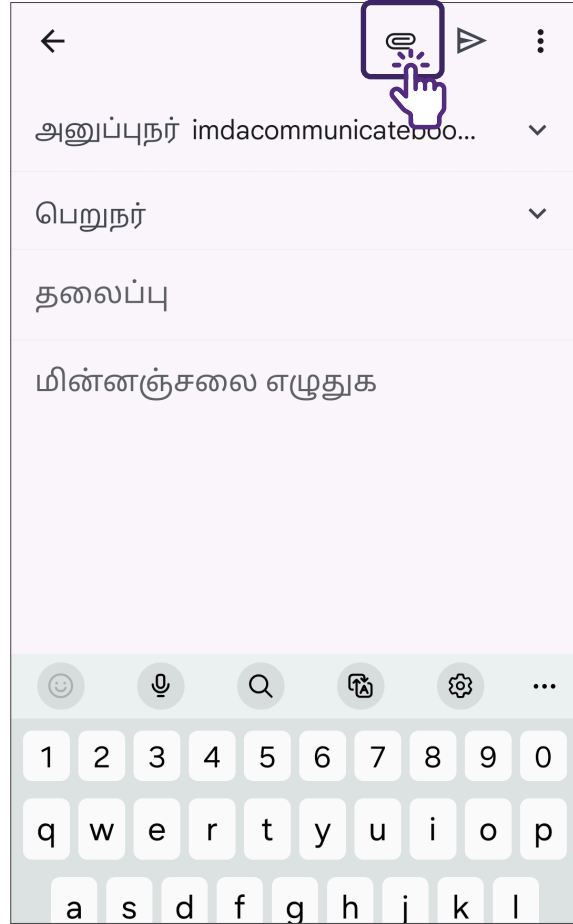 அனுப்புநர் imdacommunicateboo...
பெறுநர்
தலைப்பு
மின்னஞ்சலை எழுதுக
1 2 3 4 5 6 7 8 9 0
q w e r t y u i o p
a s d f g h j k l